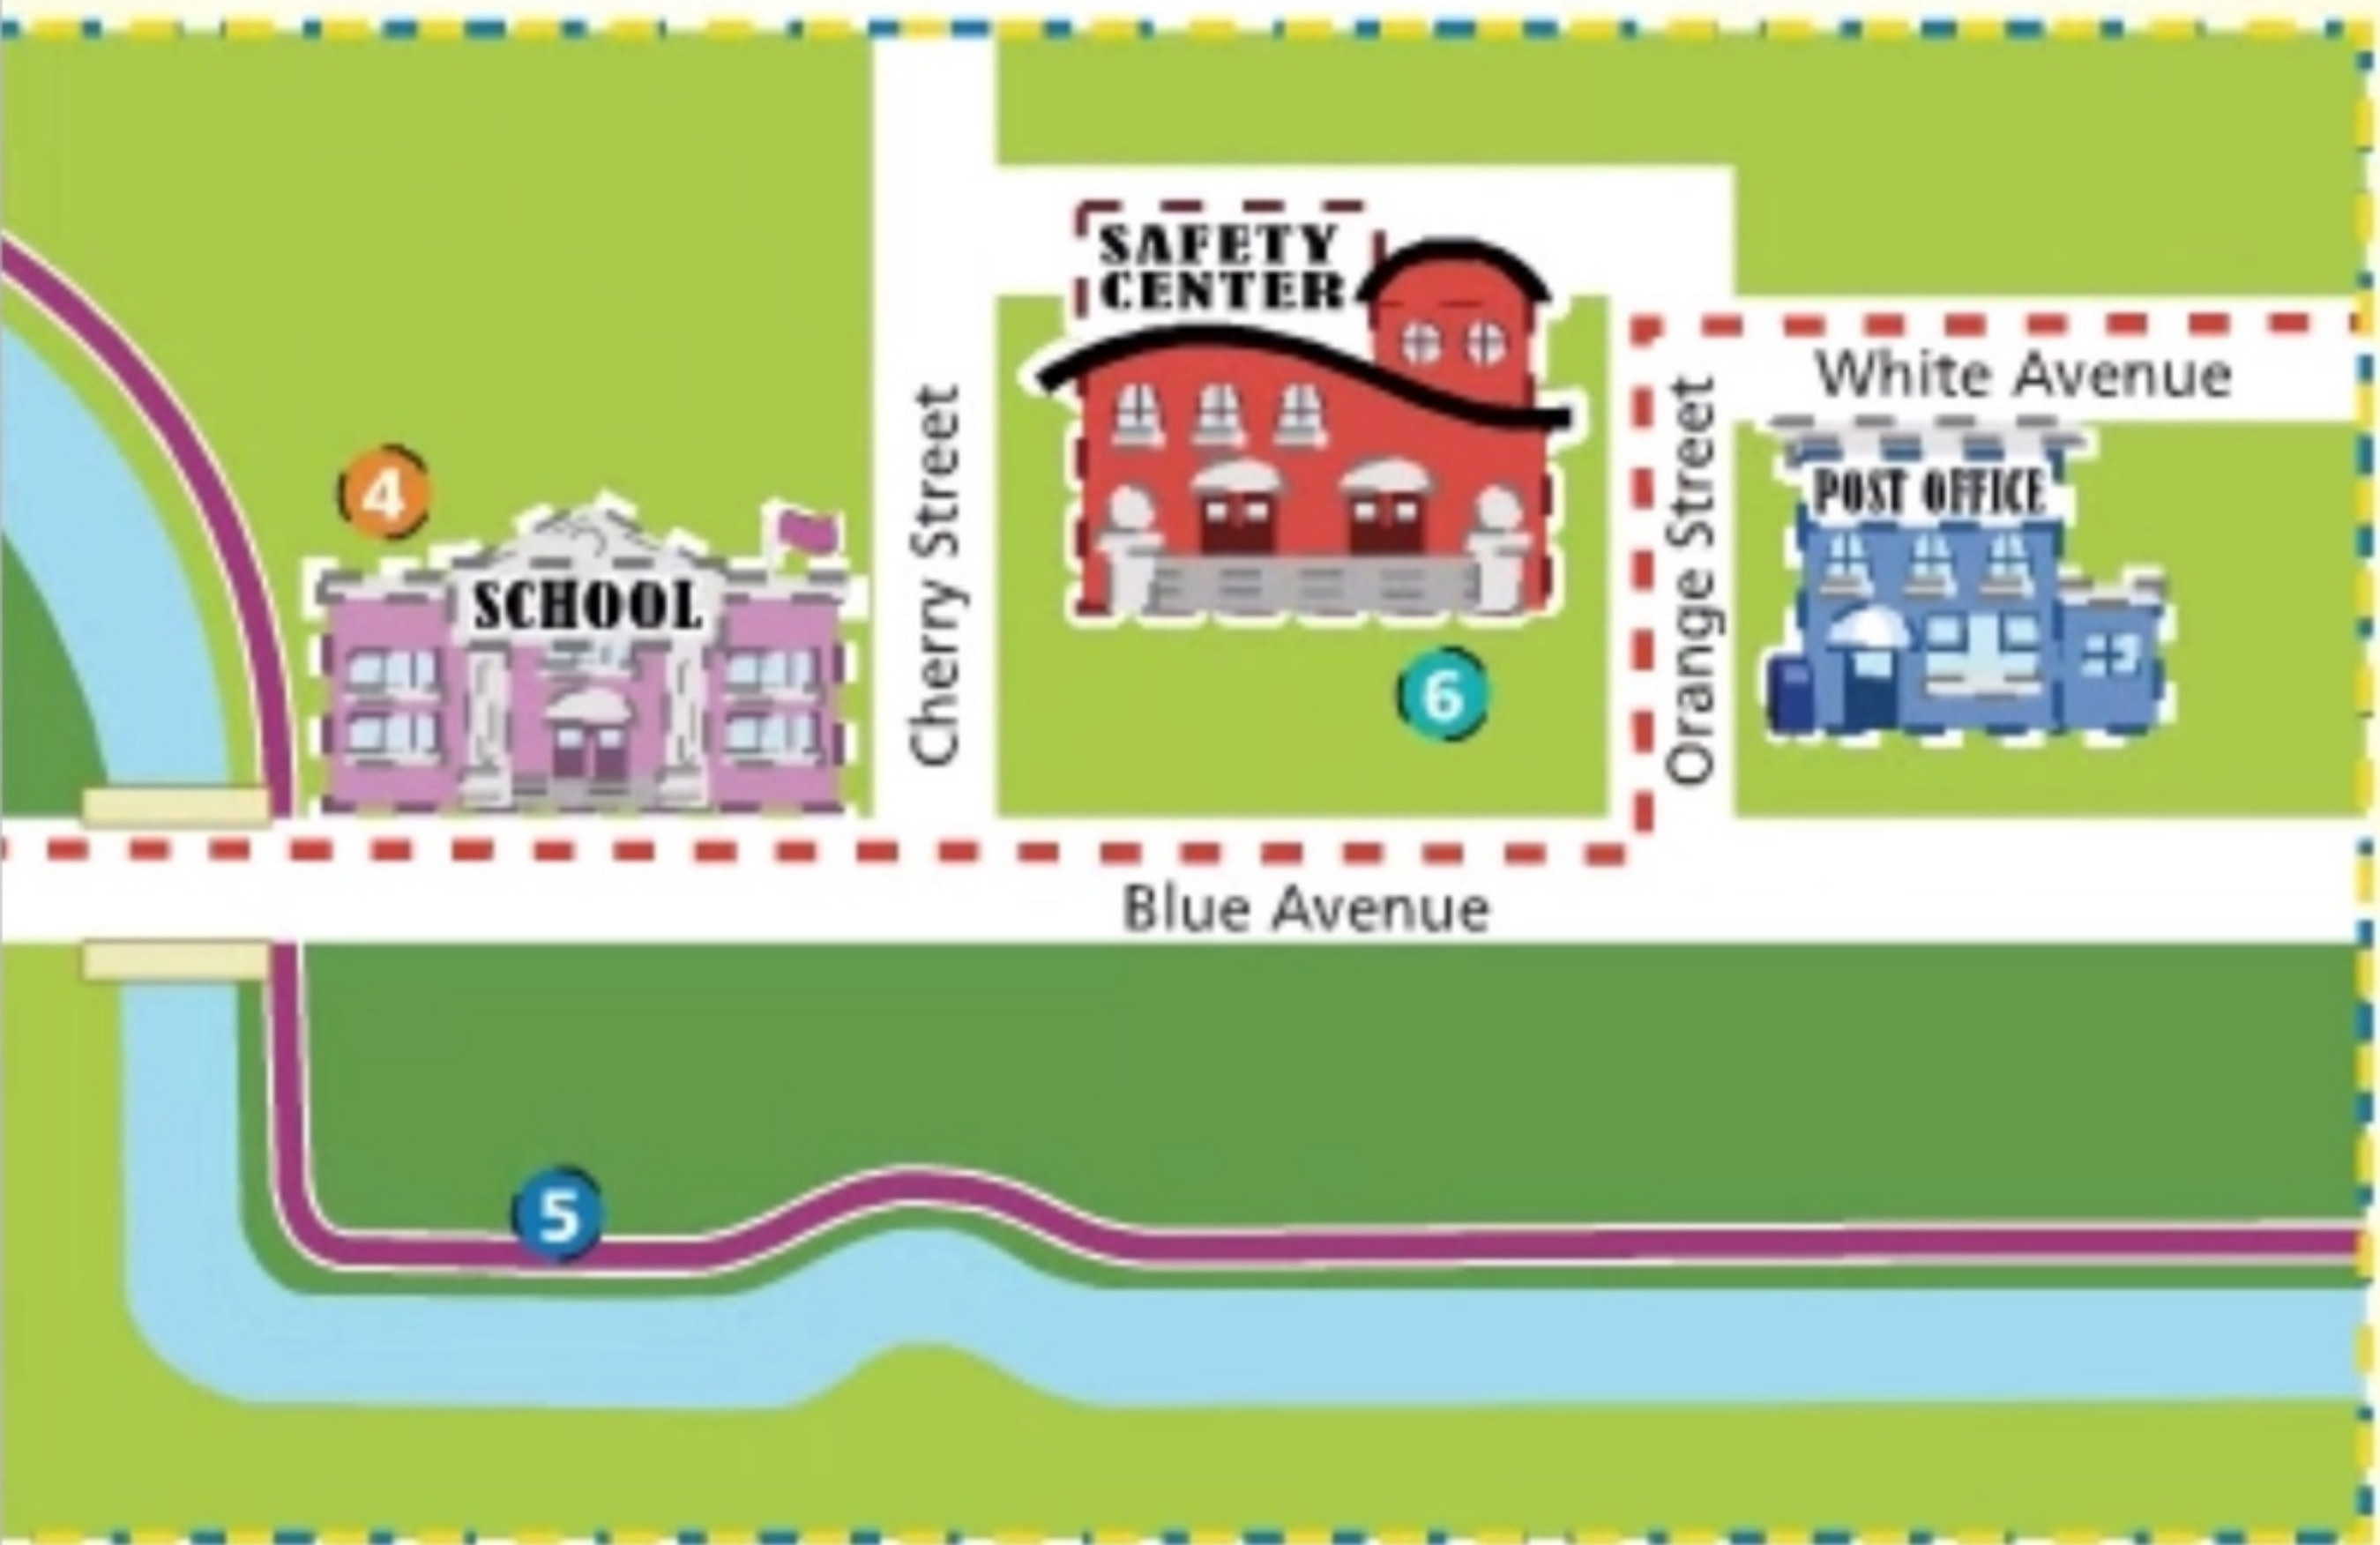 SAFETY
CENTER
White Avenue
4
POST OFFICE
SCHOOL
Cherry Street
Orange Street
6
Blue Avenue
5